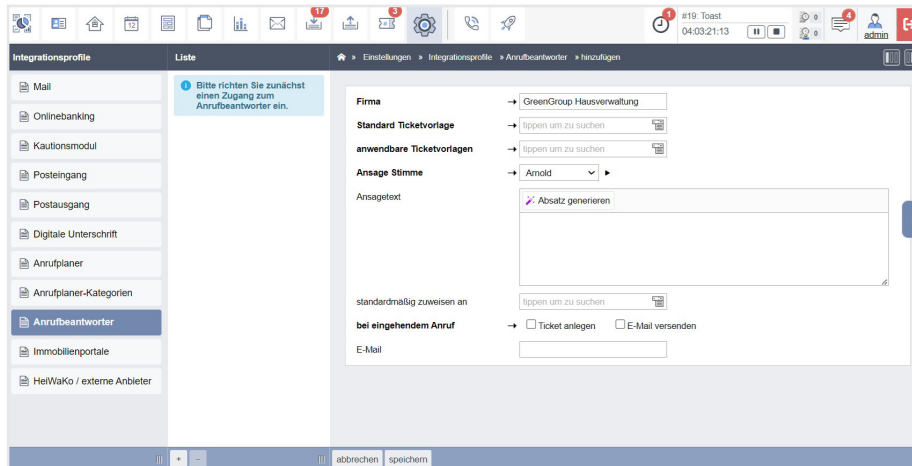 17
3
12
1
#19: Toast
04:03:21:13
0
0
4
admin
Integrationsprofile
Liste
» Einstellungen » Integrationsprofile » Anrufbeantworter » hinzufügen
Mail
Onlinebanking
Kautionsmodul
Posteingang
Postausgang
Digitale Unterschrift
Anrufplaner
Anrufplaner-Kategorien
Anrufbeantworter
Immobilienportale
HeiWaKo / externe Anbieter
Bitte richten Sie zunächst
einen Zugang zum
Anrufbeantworter ein.
Firma → GreenGroup Hausverwaltung
Standard Ticketvorlage → tippen um zu suchen
anwendbare Ticketvorlagen → tippen um zu suchen
Ansage Stimme → Arnold
Ansagetext Absatz generieren
standardmäßig zuweisen an tippen um zu suchen
bei eingehendem Anruf → Ticket anlegen E-Mail versenden
E-Mail
+ −
abbrechen speichern